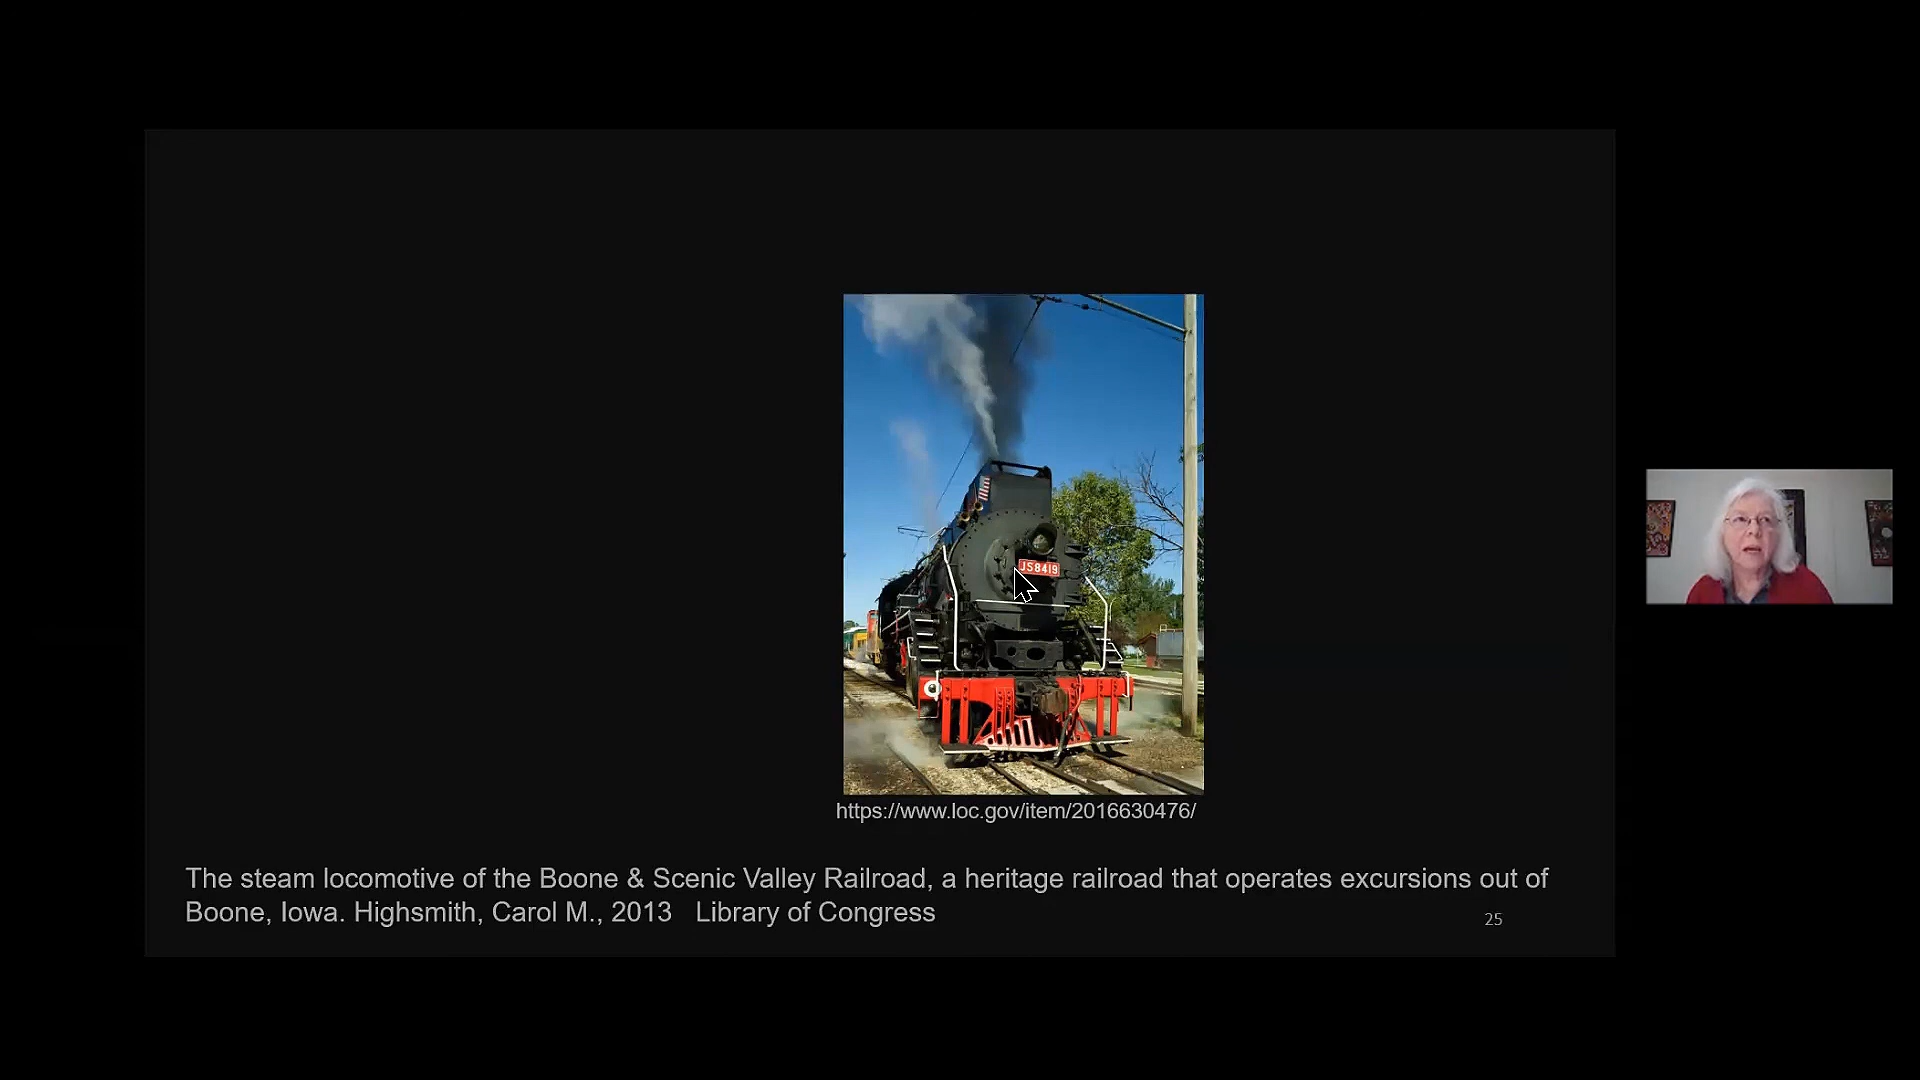 JS8419
https://www.loc.gov/item/2016630476/
The steam locomotive of the Boone & Scenic Valley Railroad, a heritage railroad that operates excursions out of
Boone, Iowa. Highsmith, Carol M., 2013 Library of Congress
25